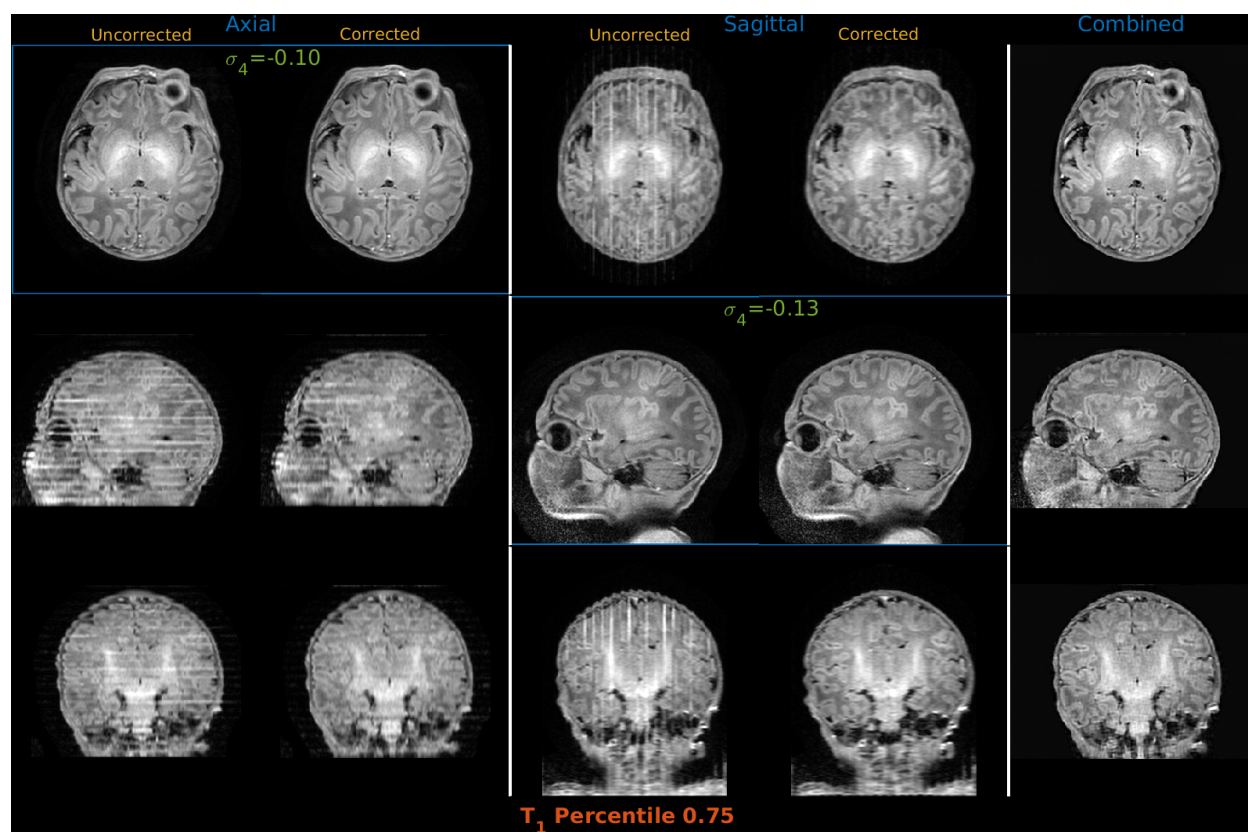 Axial Sagittal Combined
Uncorrected Corrected Uncorrected Corrected
σ₄=-0.10
σ₄=-0.13
T₁ Percentile 0.75